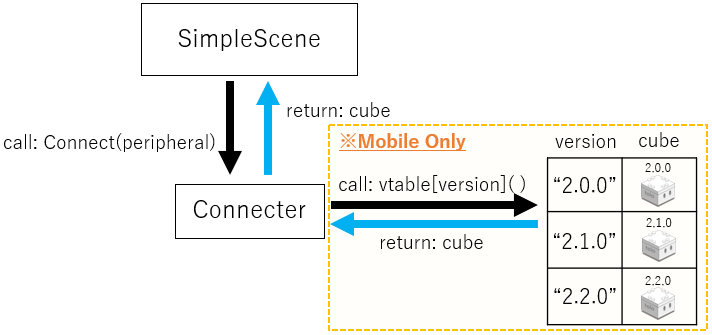 SimpleScene
return: cube
call: Connect(peripheral)
※Mobile Only
version cube
call: vtable[version]()
Connecter
return: cube
“2.0.0” 2.0.0
“2.1.0” 2.1.0
“2.2.0” 2.2.0